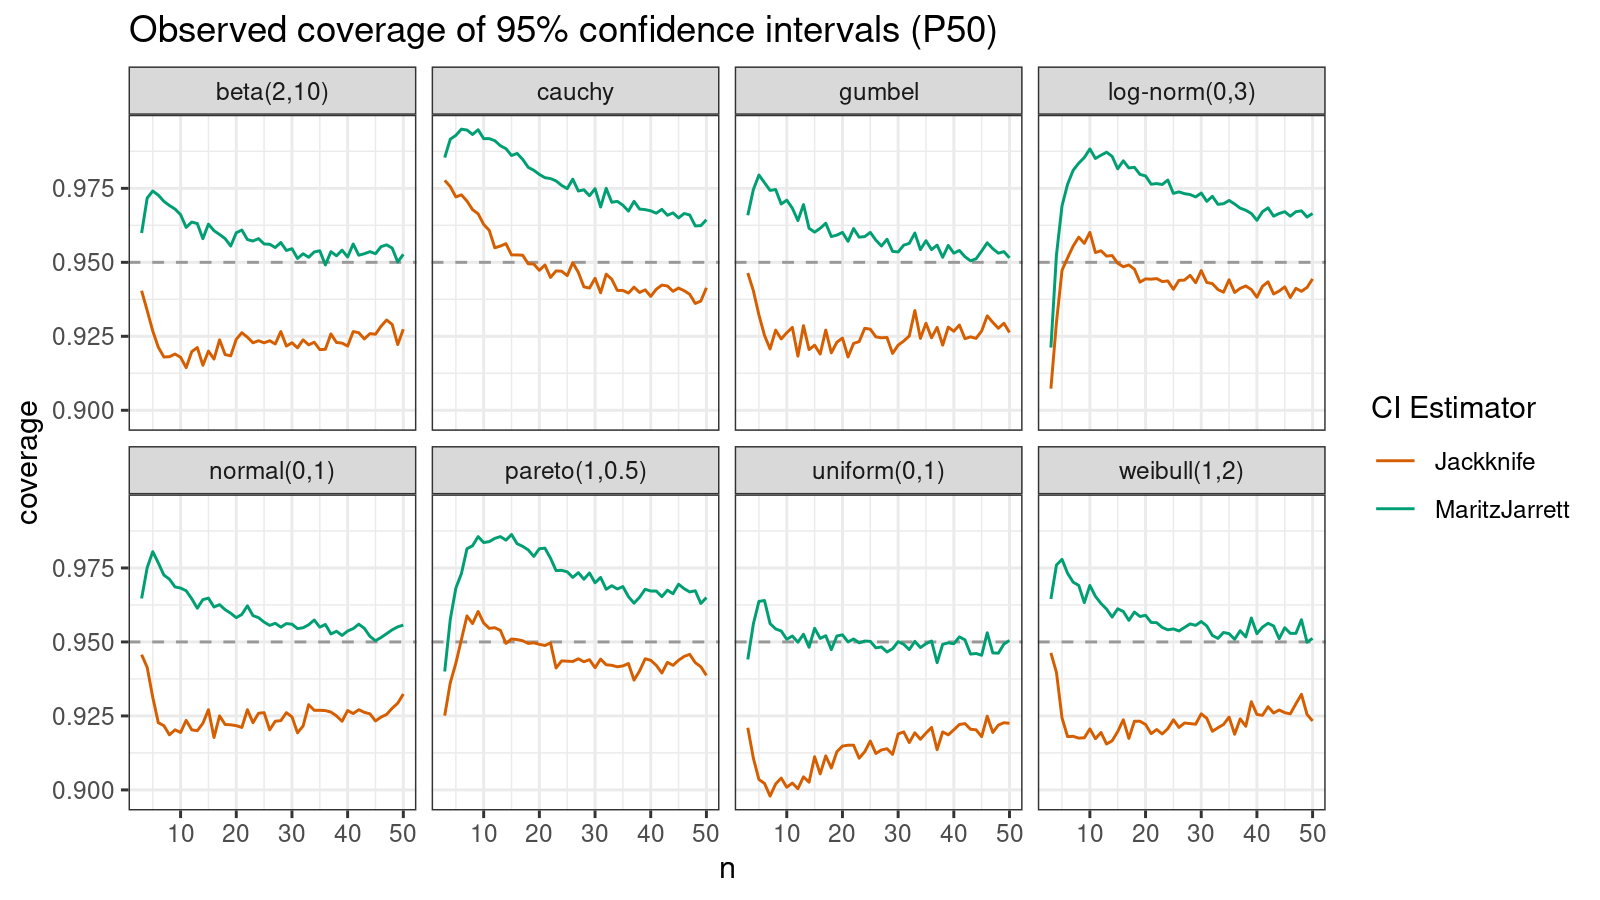 Observed coverage of 95% confidence intervals (P50)
beta(2,10)
cauchy
gumbel
log-norm(0,3)
0.975
0.950
0.925
0.900
normal(0,1)
pareto(1,0.5)
uniform(0,1)
weibull(1,2)
0.975
0.950
0.925
0.900
10 20 30 40 50
10 20 30 40 50
10 20 30 40 50
10 20 30 40 50
n
coverage
CI Estimator
Jackknife
MaritzJarrett